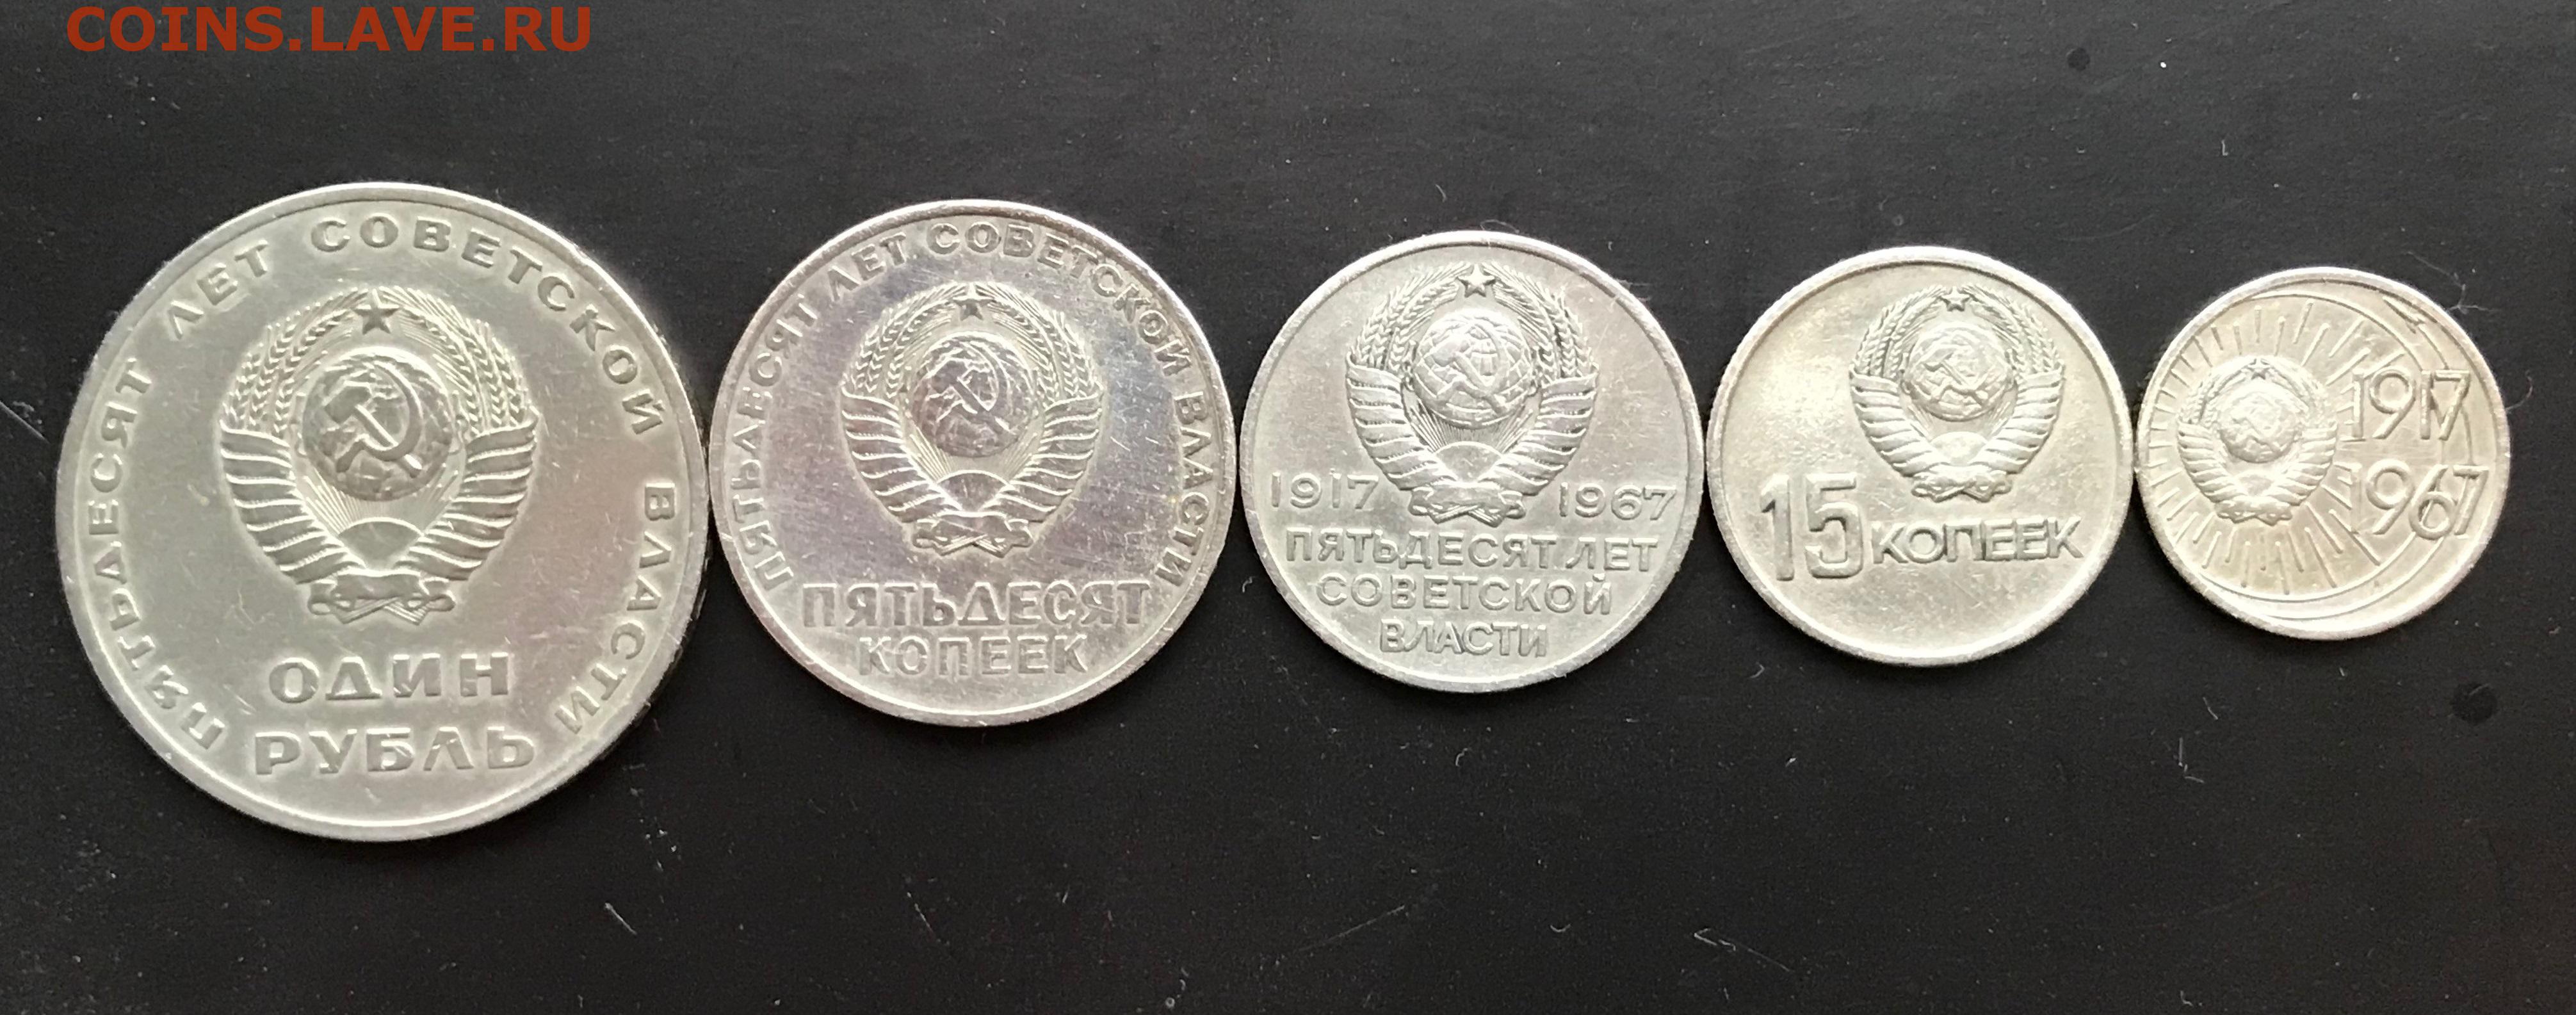 COINS.LAVE.RU
ПЯТЬДЕСЯТ ЛЕТ СОВЕТСКОЙ ВЛАСТИ
ОДИН
РУБЛЬ
ПЯТЬДЕСЯТ ЛЕТ СОВЕТСКОЙ ВЛАСТИ
ПЯТЬДЕСЯТ
КОПЕЕК
1917 1967
ПЯТЬДЕСЯТ ЛЕТ
СОВЕТСКОЙ
ВЛАСТИ
15 КОПЕЕК
1917
1967